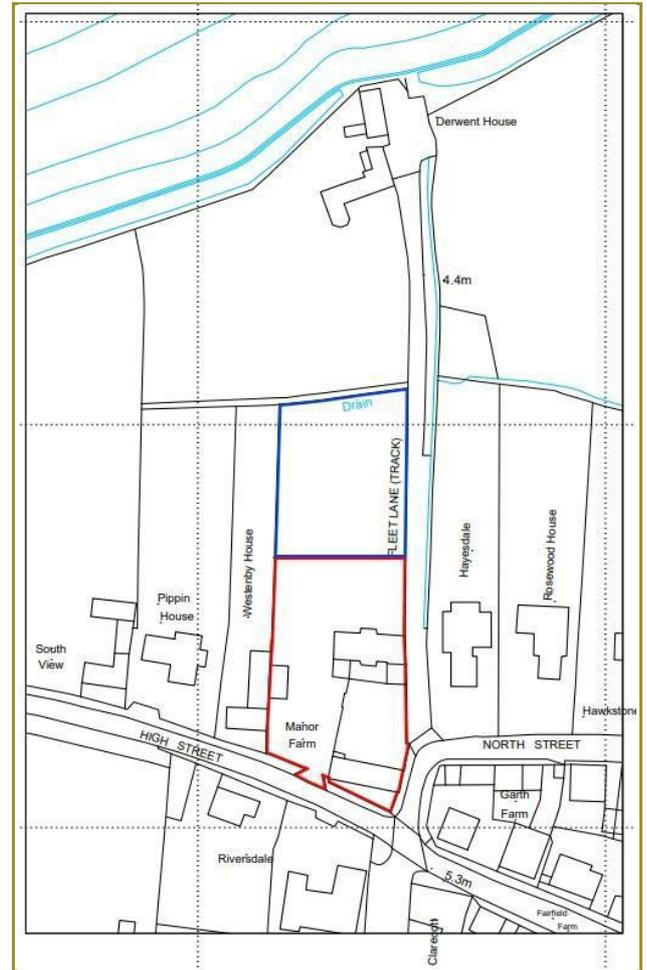 Derwent House
4.4m
Drain
FLEET LANE (TRACK)
Westenby House
Hayesdale
Rosewood House
Pippin
House
South
View
Manor
Farm
Hawkstone
HIGH STREET
NORTH STREET
Garth
Farm
Riversdale
5.3m
Fairfield
Farm
Clarecott